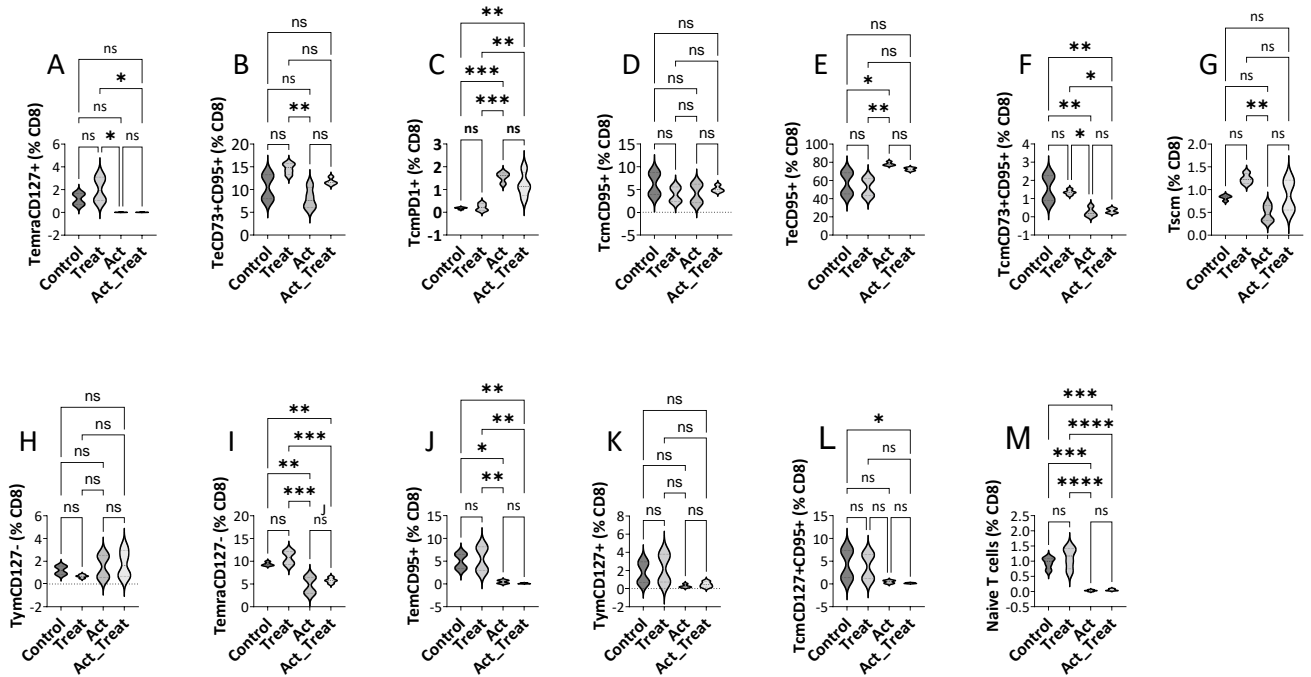 A
ns
*
ns
ns
*
ns
TemraCD127+ (% CD8)
6
4
2
0
-2
Control
Treat
Act
Act_Treat
B
ns
ns
ns
**
ns
ns
TeCD73+CD95+ (% CD8)
20
15
10
5
0
Control
Treat
Act
Act_Treat
C
**
**
***
***
ns
ns
TcmPD1+ (% CD8)
3
2
1
0
-1
Control
Treat
Act
Act_Treat
D
ns
ns
ns
ns
ns
ns
TcmCD95+ (% CD8)
15
10
5
0
-5
Control
Treat
Act
Act_Treat
E
ns
ns
*
**
ns
ns
TeCD95+ (% CD8)
100
80
60
40
20
0
Control
Treat
Act
Act_Treat
F
**
*
**
ns
*
ns
TcmCD73+CD95+ (% CD8)
4
3
2
1
0
-1
Control
Treat
Act
Act_Treat
G
ns
ns
ns
**
ns
ns
Tscm (% CD8)
2.0
1.5
1.0
0.5
0.0
Control
Treat
Act
Act_Treat
H
ns
ns
ns
ns
ns
ns
TymCD127- (% CD8)
6
4
2
0
-2
Control
Treat
Act
Act_Treat
I
**
***
**
***
J
ns
ns
TemraCD127- (% CD8)
20
15
10
5
0
Control
Treat
Act
Act_Treat
J
**
**
*
**
ns
ns
TemCD95+ (% CD8)
15
10
5
0
-5
Control
Treat
Act
Act_Treat
K
ns
ns
ns
ns
ns
ns
TymCD127+ (% CD8)
8
6
4
2
0
-2
Control
Treat
Act
Act_Treat
L
*
ns
ns
ns
ns
ns
TcmCD127+CD95+ (% CD8)
15
10
5
0
-5
Control
Treat
Act
Act_Treat
M
***
****
***
****
ns
ns
Naive T cells (% CD8)
2.5
2.0
1.5
1.0
0.5
0.0
-0.5
Control
Treat
Act
Act_Treat